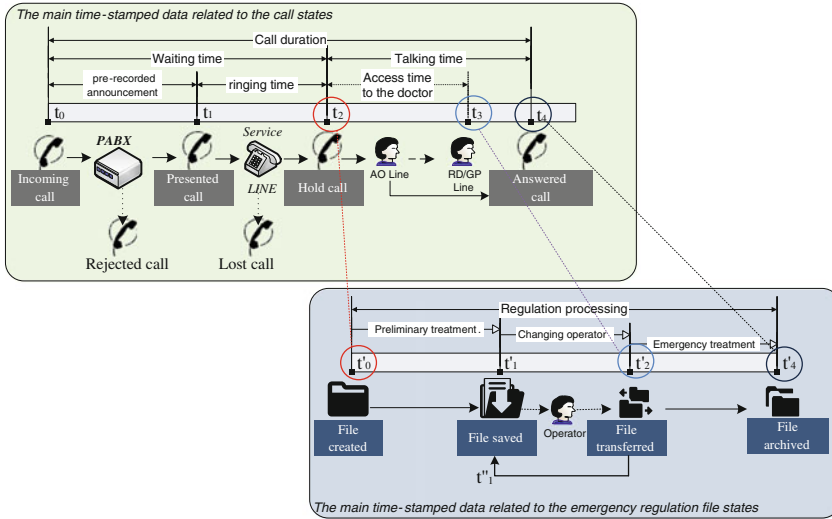 The main time-stamped data related to the call states
Call duration
Waiting time
Talking time
pre-recorded
announcement
ringing time
Access time
to the doctor
t0
t1
t2
t3
t4
PABX
Service
LINE
Incoming
call
Presented
call
Hold call
AO Line
RD/GP
Line
Answered
call
Rejected call
Lost call
Regulation processing
Preliminary treatment
Changing operator
Emergency treatment
t'0
t'1
t'2
t'4
File
created
File saved
Operator
File
transferred
File
archived
t"1
The main time-stamped data related to the emergency regulation file states